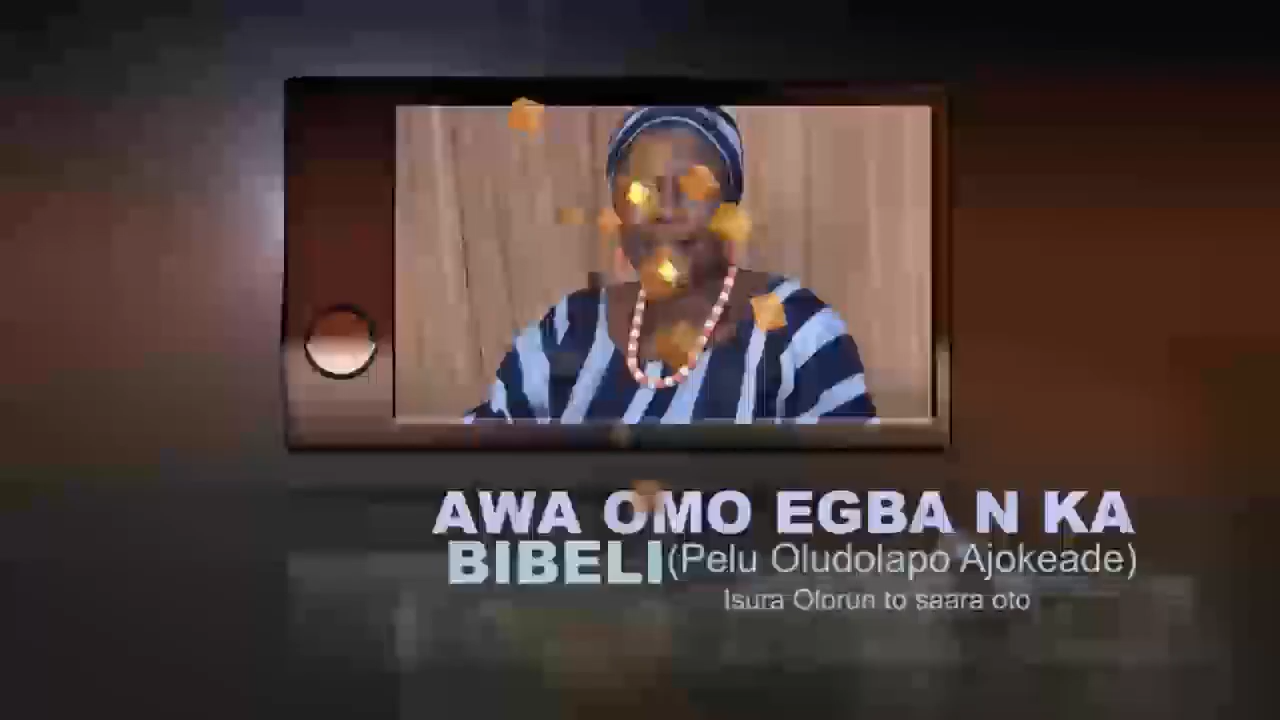 AWA OMO EGBA N KA
BIBELI (Pelu Oludolapo Ajokeade)
Isura Olorun to saara oto